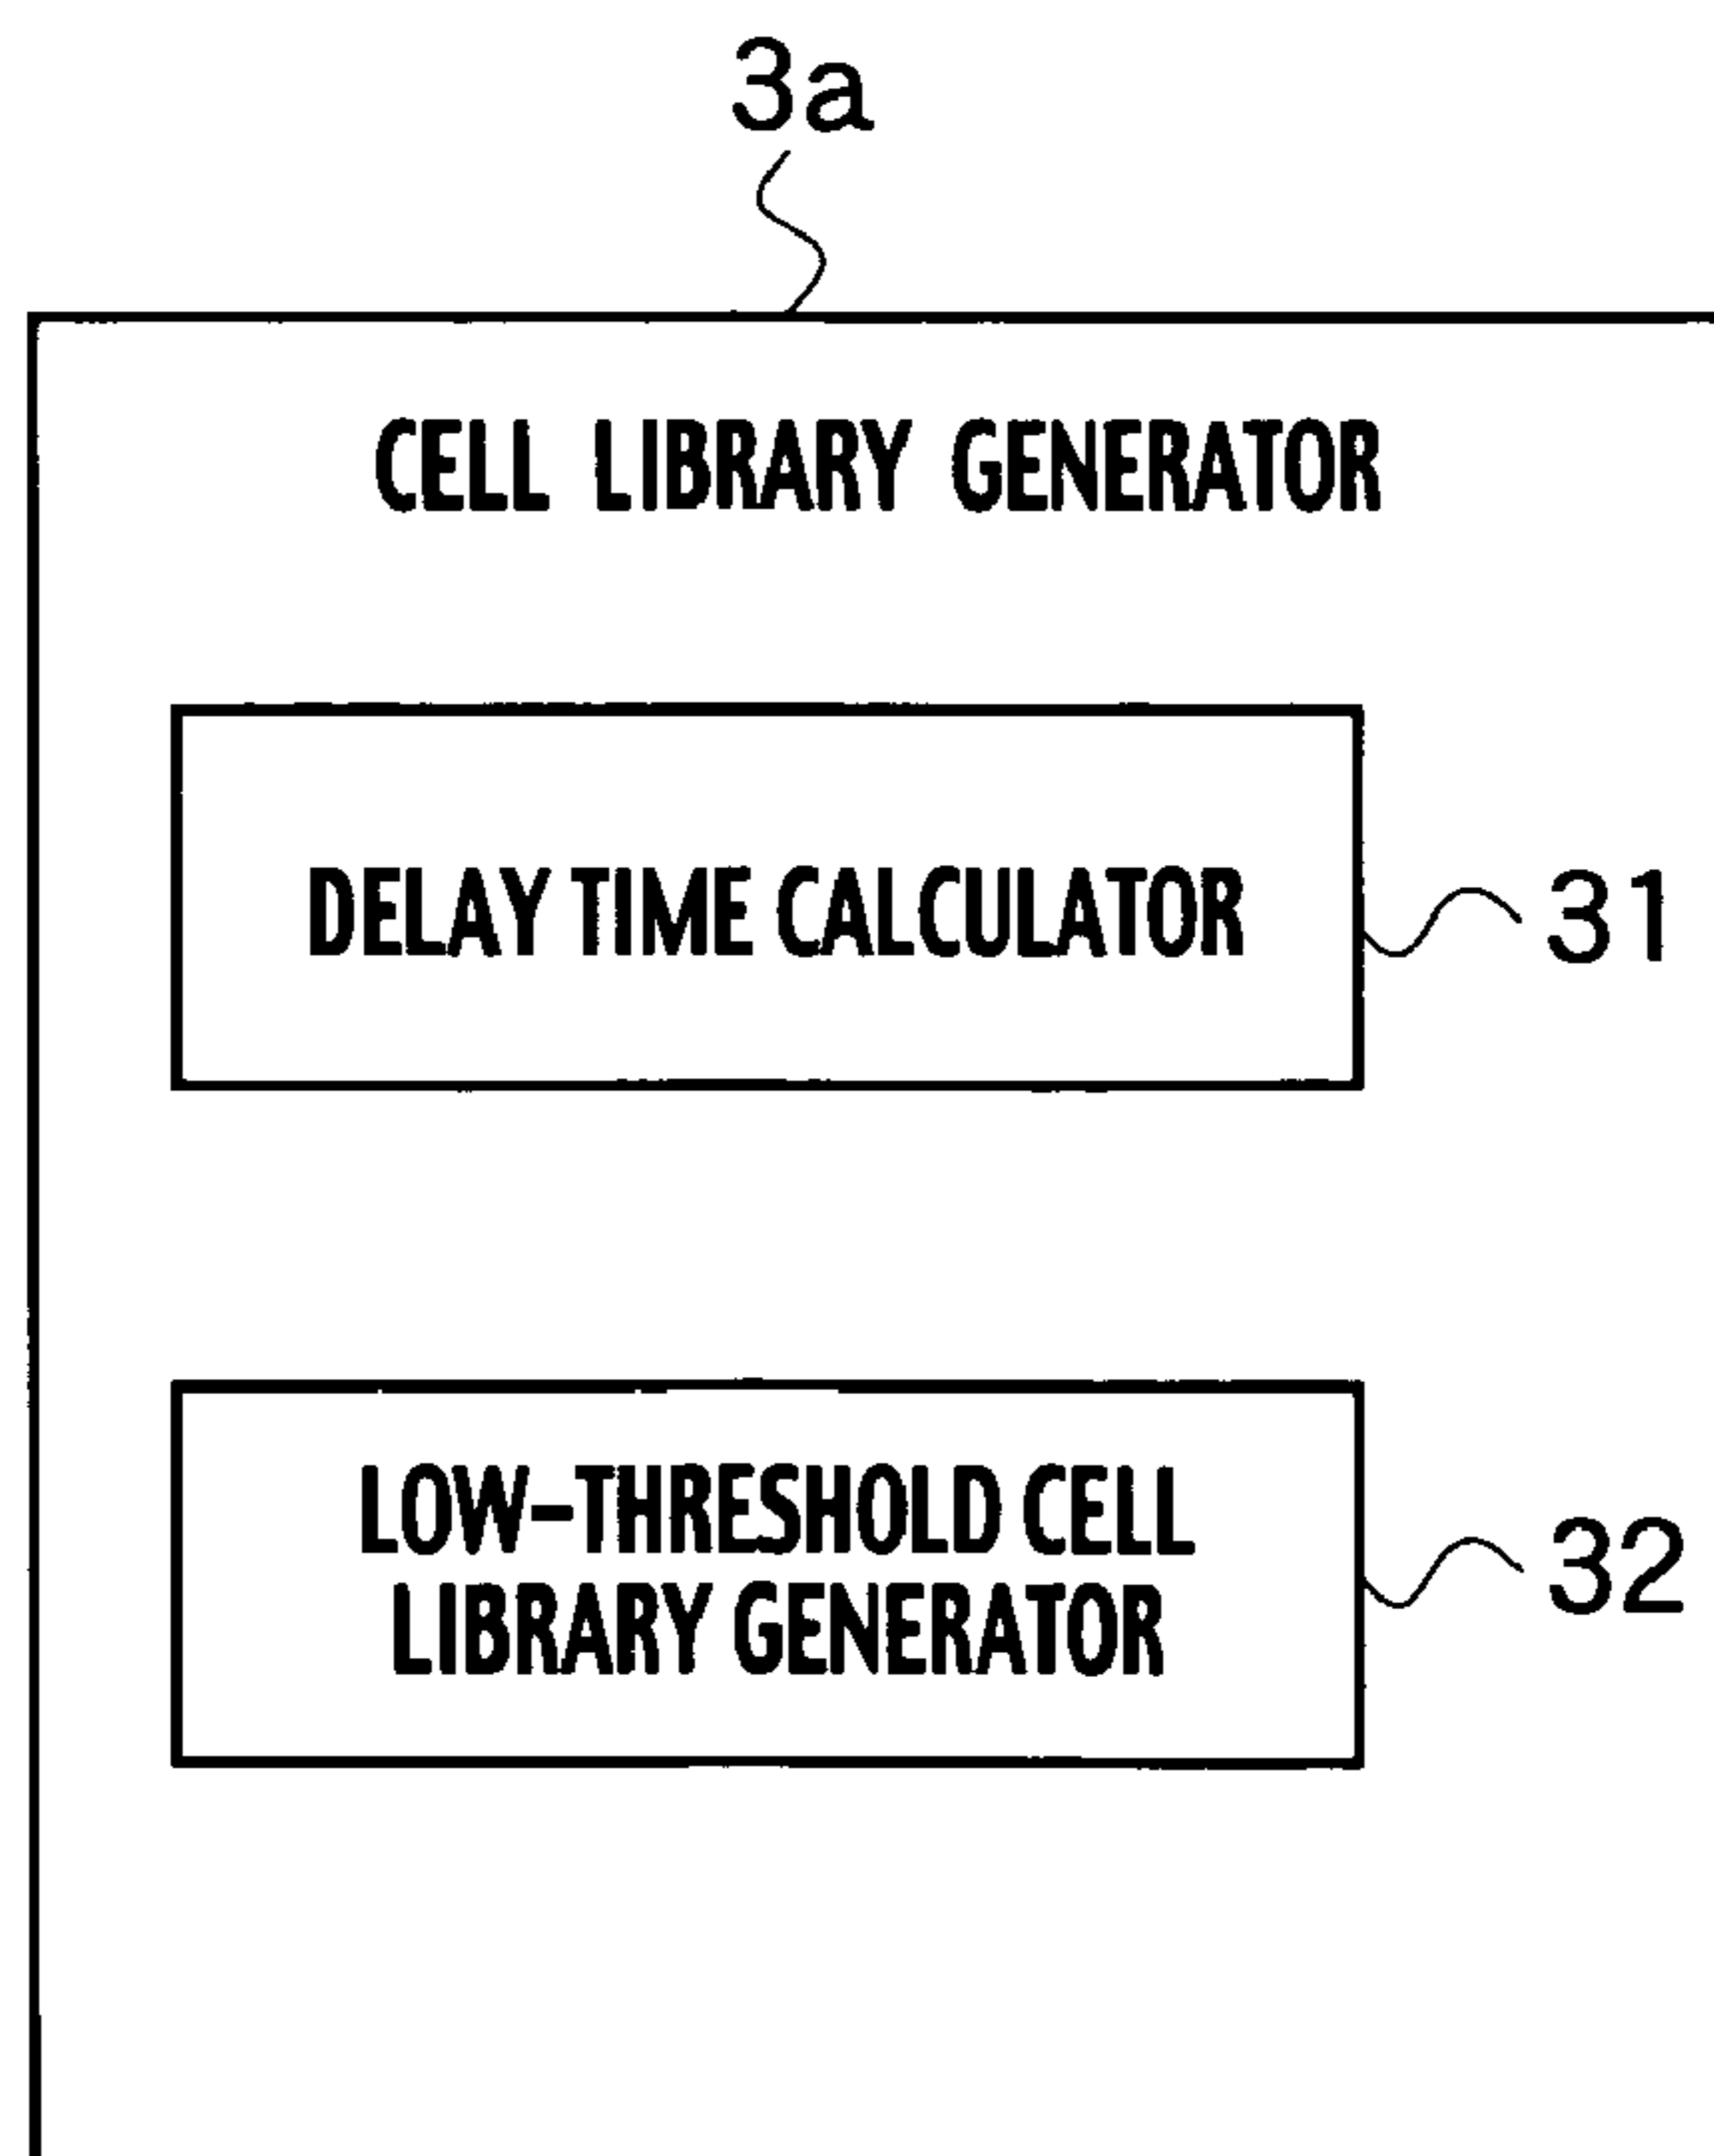 3a
CELL LIBRARY GENERATOR
DELAY TIME CALCULATOR
31
LOW-THRESHOLD CELL
LIBRARY GENERATOR
32